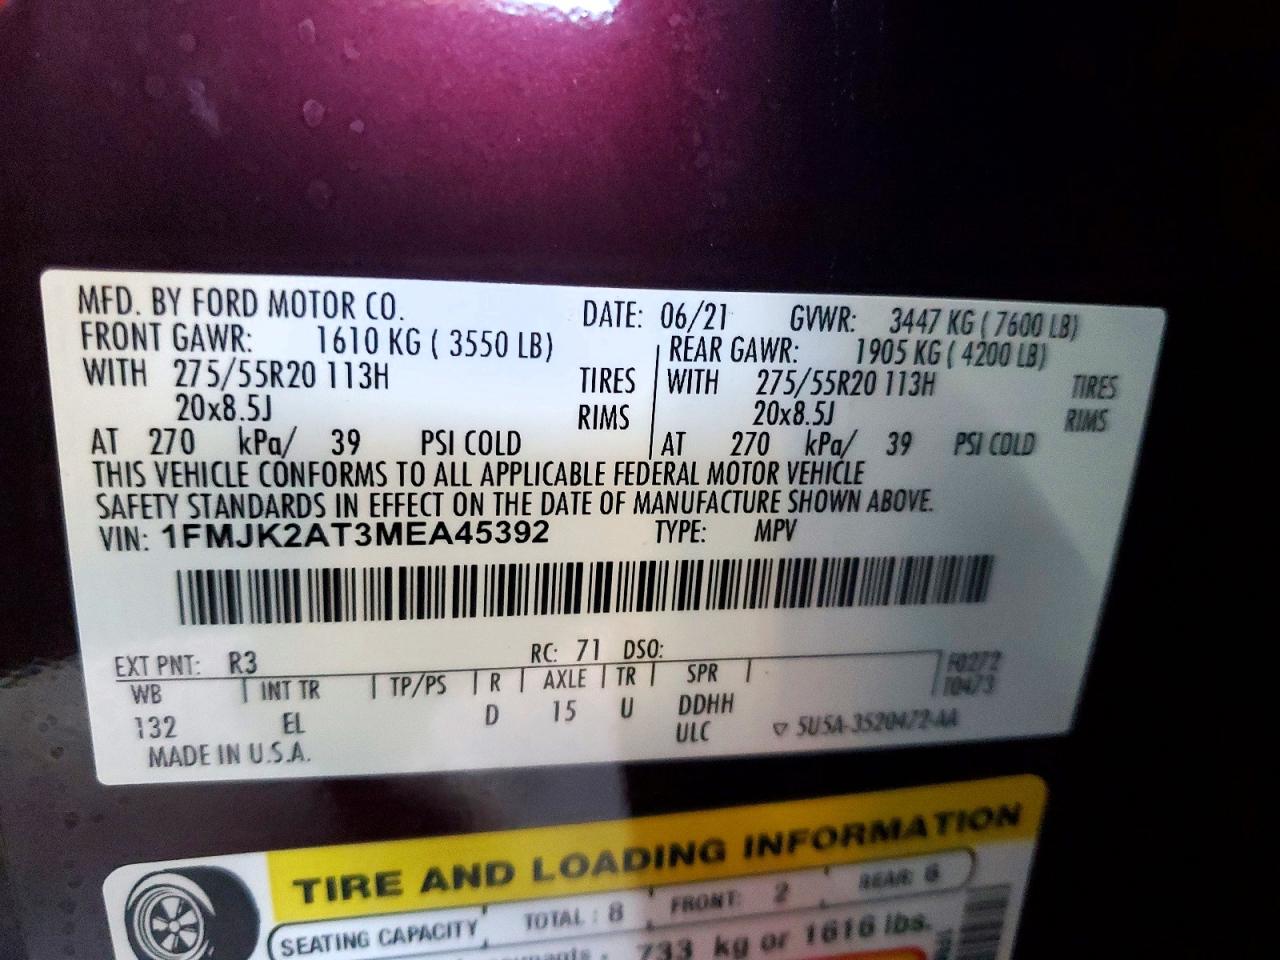 MFD. BY FORD MOTOR CO. DATE: 06/21 GVWR: 3447 KG ( 7600 LB)
FRONT GAWR: 1610 KG ( 3550 LB) REAR GAWR: 1905 KG ( 4200 LB)
WITH 275/55R20 113H TIRES WITH 275/55R20 113H TIRES
20x8.5J RIMS 20x8.5J RIMS
AT 270 kPa/ 39 PSI COLD AT 270 kPa/ 39 PSI COLD
THIS VEHICLE CONFORMS TO ALL APPLICABLE FEDERAL MOTOR VEHICLE
SAFETY STANDARDS IN EFFECT ON THE DATE OF MANUFACTURE SHOWN ABOVE.
VIN: 1FMJK2AT3MEA45392 TYPE: MPV
EXT PNT: R3 RC: 71 DSO: F0272
WB INT TR TP/PS R AXLE TR SPR 10473
132 EL D 15 U DDHH
ULC ▽ 5U5A-3520472-AA
MADE IN U.S.A.
TIRE AND LOADING INFORMATION
SEATING CAPACITY TOTAL : 8 FRONT: 2 REAR: 6
733 kg or 1616 lbs.